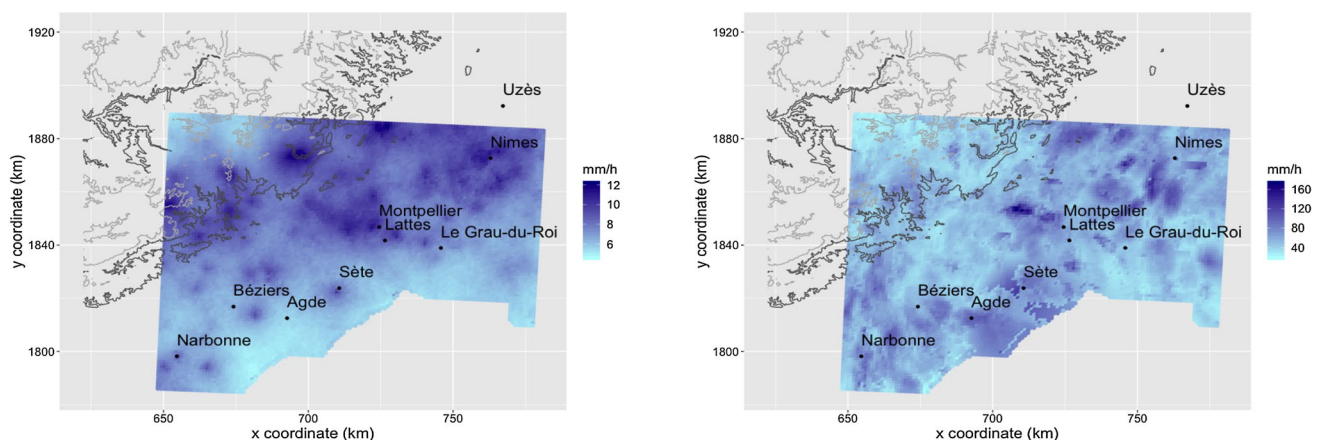 1920
1880
1840
1800
y coordinate (km)
650
700
750
x coordinate (km)
Uzès
Nimes
Montpellier
Lattes
Le Grau-du-Roi
Sète
Béziers
Agde
Narbonne
mm/h
12
10
8
6
1920
1880
1840
1800
y coordinate (km)
650
700
750
x coordinate (km)
Uzès
Nimes
Montpellier
Lattes
Le Grau-du-Roi
Sète
Béziers
Agde
Narbonne
mm/h
160
120
80
40